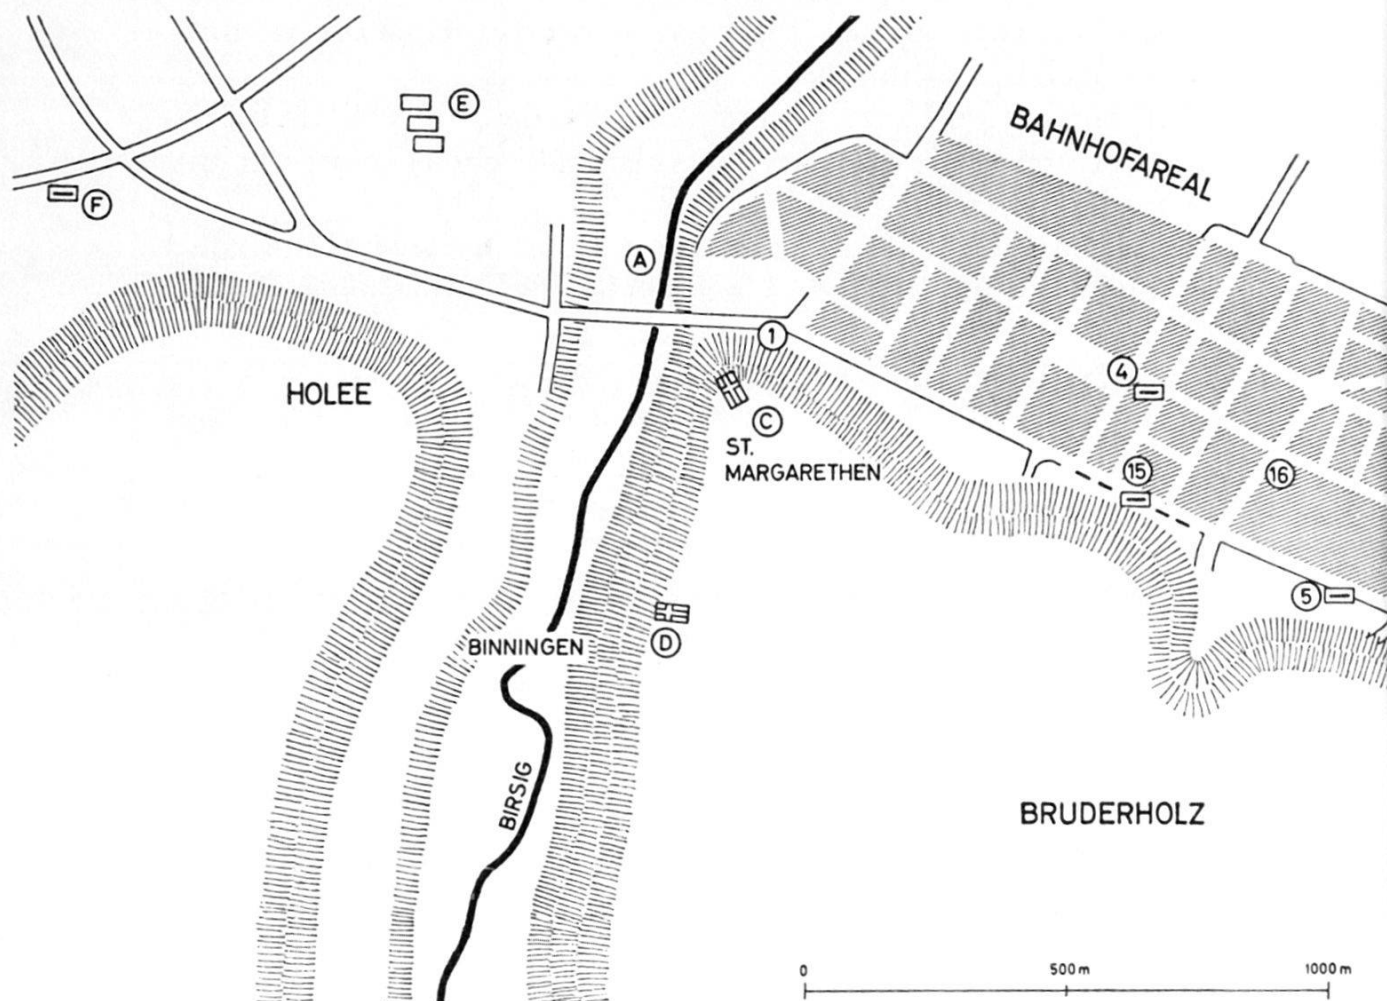 E
BAHNHOFAREAL
F
A
1
4
HOLEE
C
ST.
MARGARETHEN
15
16
5
BINNINGEN
D
BIRSIG
BRUDERHOLZ
0 500 m 1000 m